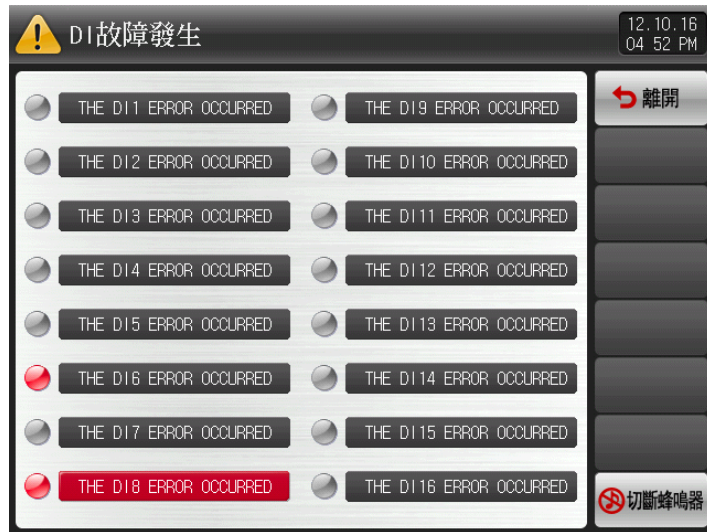 DI故障發生
12.10.16
04 52 PM
THE DI1 ERROR OCCURRED
THE DI2 ERROR OCCURRED
THE DI3 ERROR OCCURRED
THE DI4 ERROR OCCURRED
THE DI5 ERROR OCCURRED
THE DI6 ERROR OCCURRED
THE DI7 ERROR OCCURRED
THE DI8 ERROR OCCURRED
THE DI9 ERROR OCCURRED
THE DI10 ERROR OCCURRED
THE DI11 ERROR OCCURRED
THE DI12 ERROR OCCURRED
THE DI13 ERROR OCCURRED
THE DI14 ERROR OCCURRED
THE DI15 ERROR OCCURRED
THE DI16 ERROR OCCURRED
離開
切斷蜂鳴器